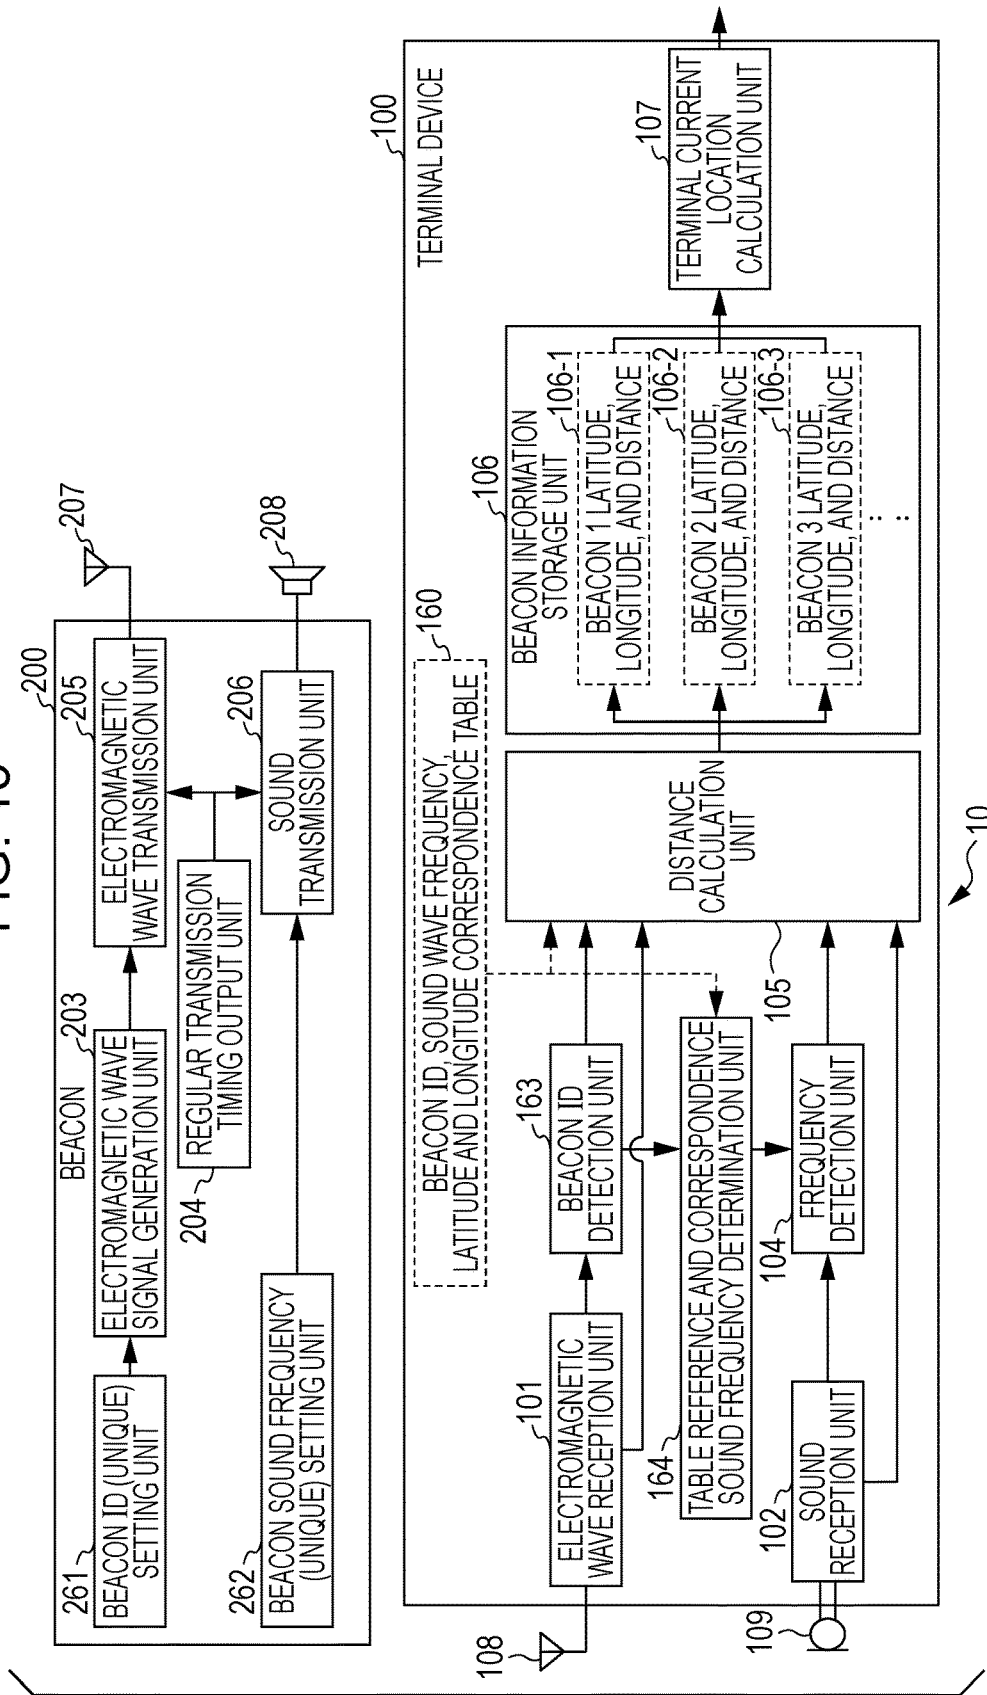 200
BEACON
261
BEACON ID (UNIQUE)
SETTING UNIT
203
ELECTROMAGNETIC WAVE
SIGNAL GENERATION UNIT
205
ELECTROMAGNETIC
WAVE TRANSMISSION UNIT
207
204
REGULAR TRANSMISSION
TIMING OUTPUT UNIT
262
BEACON SOUND FREQUENCY
(UNIQUE) SETTING UNIT
206
SOUND
TRANSMISSION UNIT
208
100
TERMINAL DEVICE
160
BEACON ID, SOUND WAVE FREQUENCY,
LATITUDE AND LONGITUDE CORRESPONDENCE TABLE
108
101
ELECTROMAGNETIC
WAVE RECEPTION UNIT
163
BEACON ID
DETECTION UNIT
164
TABLE REFERENCE AND CORRESPONDENCE
SOUND FREQUENCY DETERMINATION UNIT
109
102
SOUND
RECEPTION UNIT
104
FREQUENCY
DETECTION UNIT
105
DISTANCE
CALCULATION
UNIT
106
BEACON INFORMATION
STORAGE UNIT
106-1
BEACON 1 LATITUDE,
LONGITUDE, AND DISTANCE
106-2
BEACON 2 LATITUDE,
LONGITUDE, AND DISTANCE
106-3
BEACON 3 LATITUDE,
LONGITUDE, AND DISTANCE
107
TERMINAL CURRENT
LOCATION
CALCULATION UNIT
10